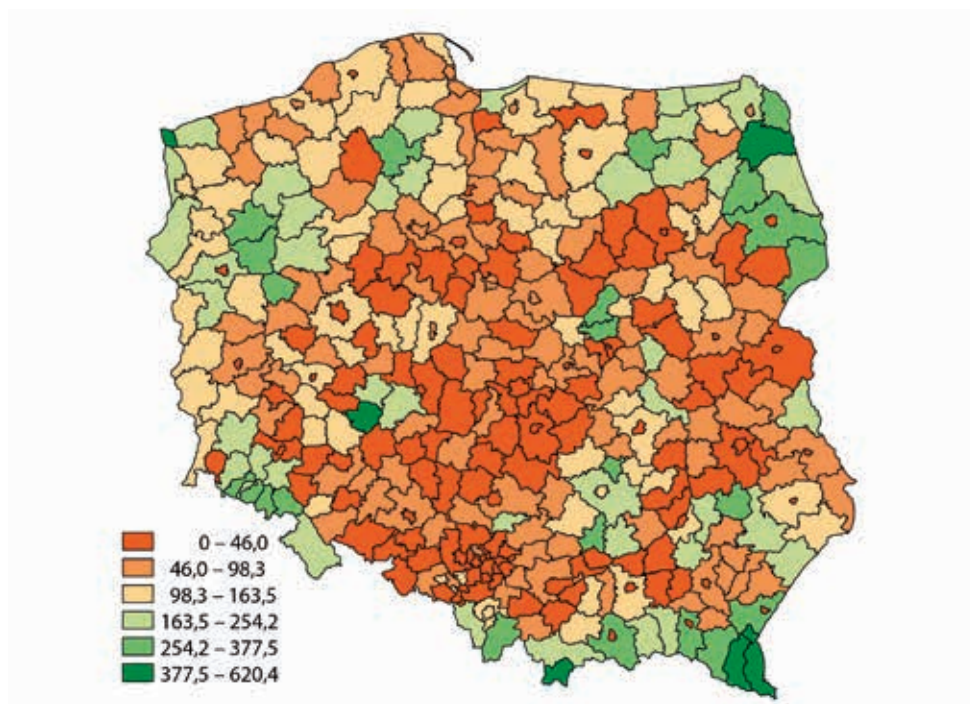 0 – 46,0
46,0 – 98,3
98,3 – 163,5
163,5 – 254,2
254,2 – 377,5
377,5 – 620,4